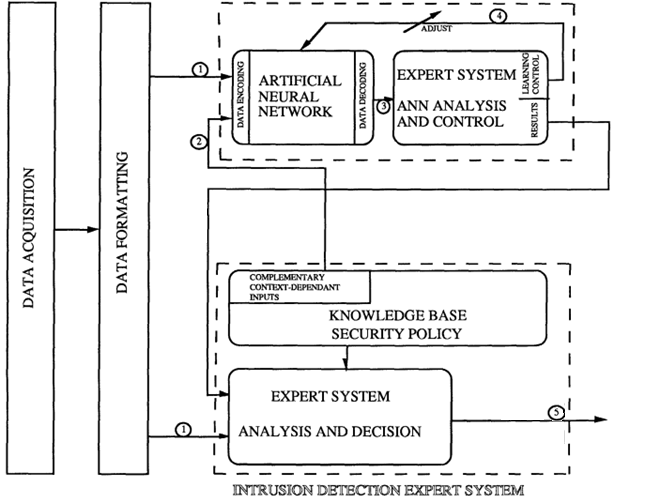 DATA ACQUISITION
DATA FORMATTING
4
ADJUST
1
DATA ENCODING
ARTIFICIAL
NEURAL
NETWORK
DATA DECODING
3
EXPERT SYSTEM
ANN ANALYSIS
AND CONTROL
LEARNING
CONTROL
RESULTS
2
COMPLEMENTARY
CONTEXT-DEPENDANT
INPUTS
KNOWLEDGE BASE
SECURITY POLICY
EXPERT SYSTEM
ANALYSIS AND DECISION
1
5
INTRUSION DETECTION EXPERT SYSTEM